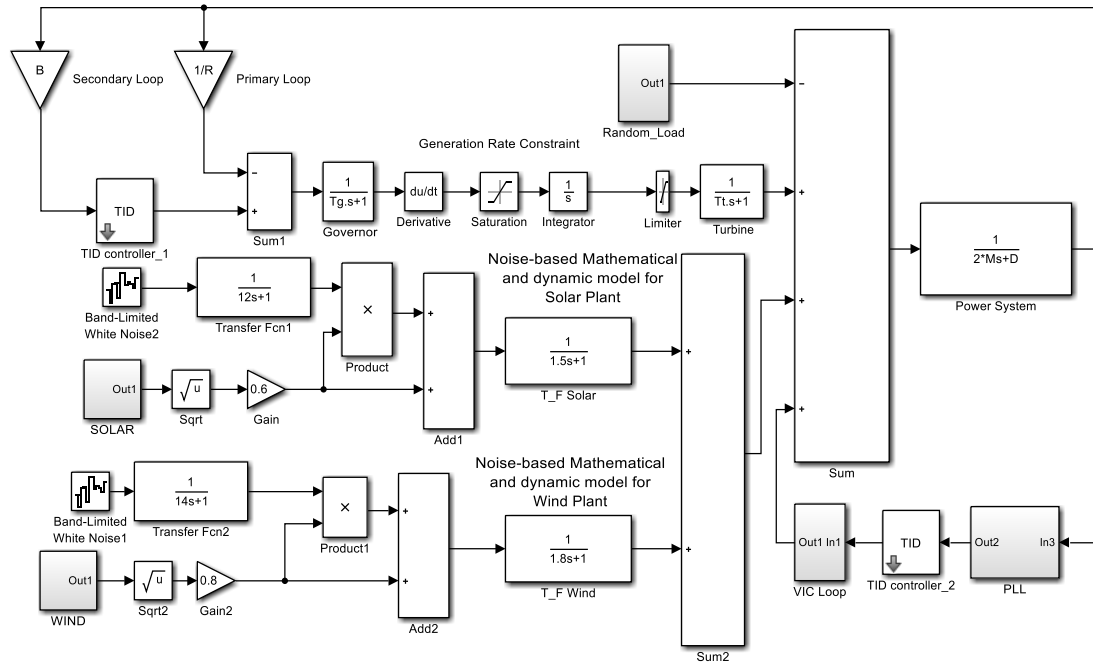 B
Secondary Loop
1/R
Primary Loop
Out1
Random_Load
−
Generation Rate Constraint
−
+
Sum1
1
Tg.s+1
Governor
du/dt
Derivative
Saturation
1
s
Integrator
Limiter
1
Tt.s+1
Turbine
+
TID
TID controller_1
1
2*Ms+D
Power System
Band-Limited
White Noise2
1
12s+1
Transfer Fcn1
×
Product
+
+
Add1
Noise-based Mathematical
and dynamic model for
Solar Plant
1
1.5s+1
T_F Solar
+
+
Out1
SOLAR
√u
Sqrt
0.6
Gain
+
Sum
Band-Limited
White Noise1
1
14s+1
Transfer Fcn2
×
Product1
+
+
Add2
Noise-based Mathematical
and dynamic model for
Wind Plant
1
1.8s+1
T_F Wind
+
Sum2
Out1
WIND
√u
Sqrt2
0.8
Gain2
Out1 In1
VIC Loop
TID
TID controller_2
Out2
In3
PLL